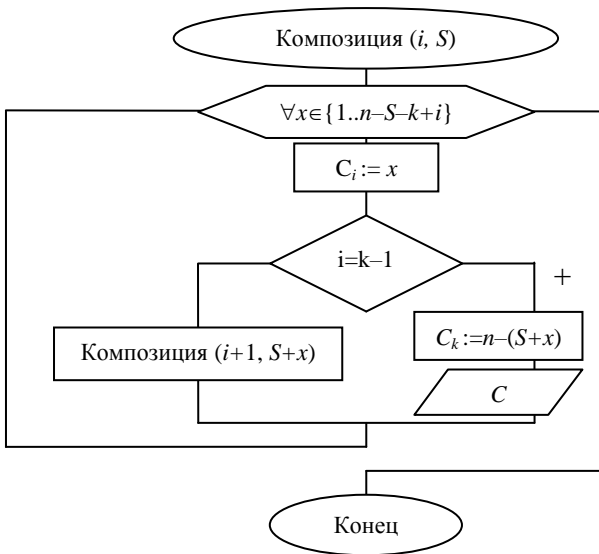 Композиция (i, S)
∀x∈{1..n–S–k+i}
Cᵢ := x
i=k–1
+
Композиция (i+1, S+x)
Cₖ:=n–(S+x)
C
Конец